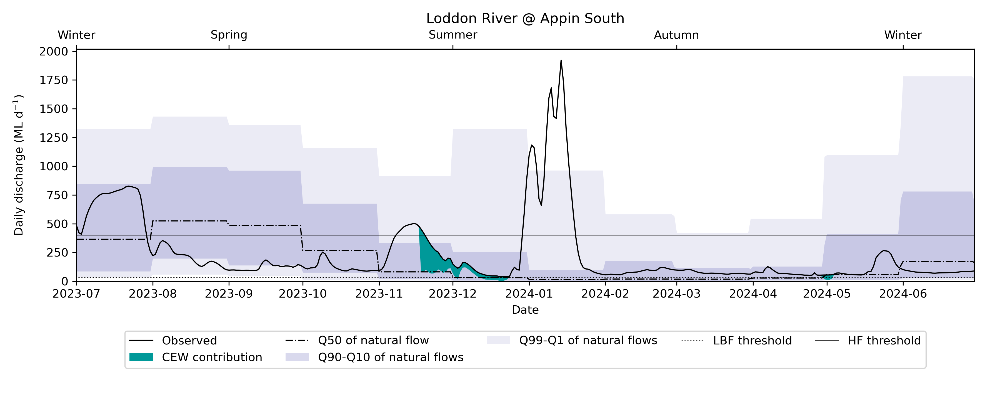 Loddon River @ Appin South
Winter Spring Summer Autumn Winter
2000
1750
1500
1250
1000
750
500
250
0
Daily discharge (ML d⁻¹)
2023-07 2023-08 2023-09 2023-10 2023-11 2023-12 2024-01 2024-02 2024-03 2024-04 2024-05 2024-06
Date
Observed Q50 of natural flow Q99-Q1 of natural flows LBF threshold HF threshold
CEW contribution Q90-Q10 of natural flows